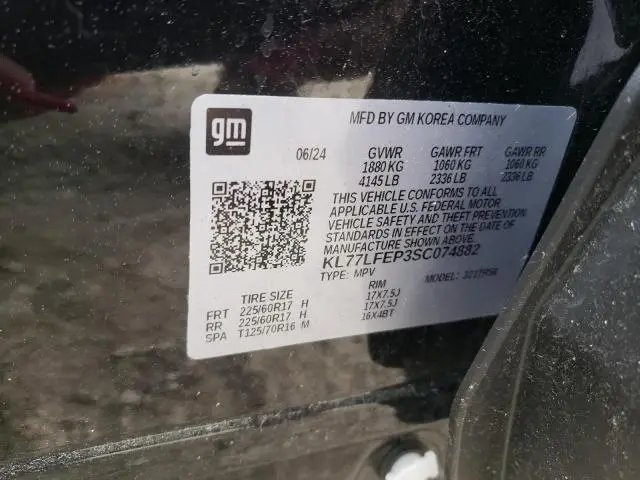 gm
MFD BY GM KOREA COMPANY
06/24 GVWR GAWR FRT GAWR RR
1880 KG 1060 KG 1060 KG
4145 LB 2336 LB 2336 LB
THIS VEHICLE CONFORMS TO ALL
APPLICABLE U.S. FEDERAL MOTOR
VEHICLE SAFETY AND THEFT PREVENTION
STANDARDS IN EFFECT ON THE DATE OF
MANUFACTURE SHOWN ABOVE.
KL77LFEP3SC074882
TYPE: MPV MODEL:
TIRE SIZE RIM
FRT 225/60R17 H 17X7.5J
RR 225/60R17 H 17X7.5J
SPA T125/70R16 M 16X4BT